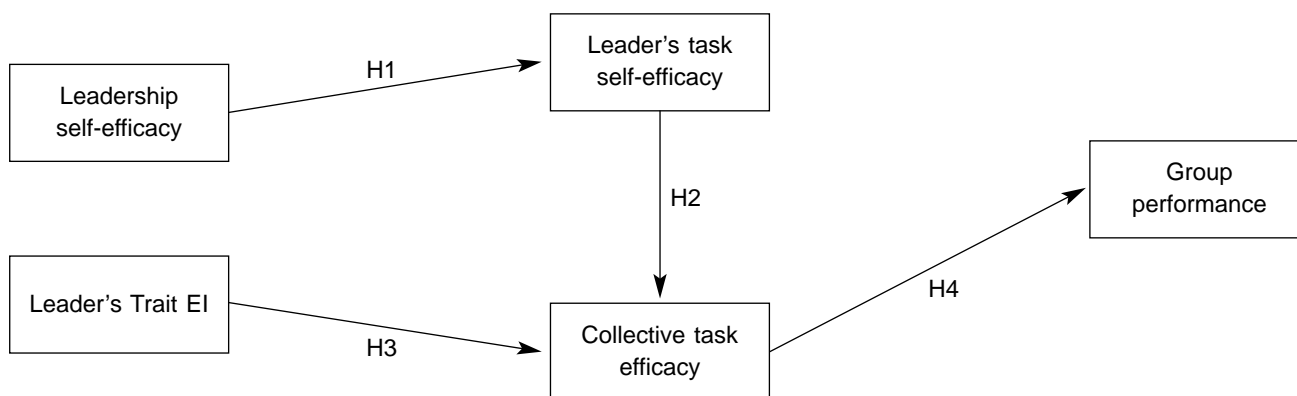 Leader’s task
self-efficacy
H1
Leadership
self-efficacy
Group
performance
H2
Leader’s Trait EI
H4
H3
Collective task
efficacy